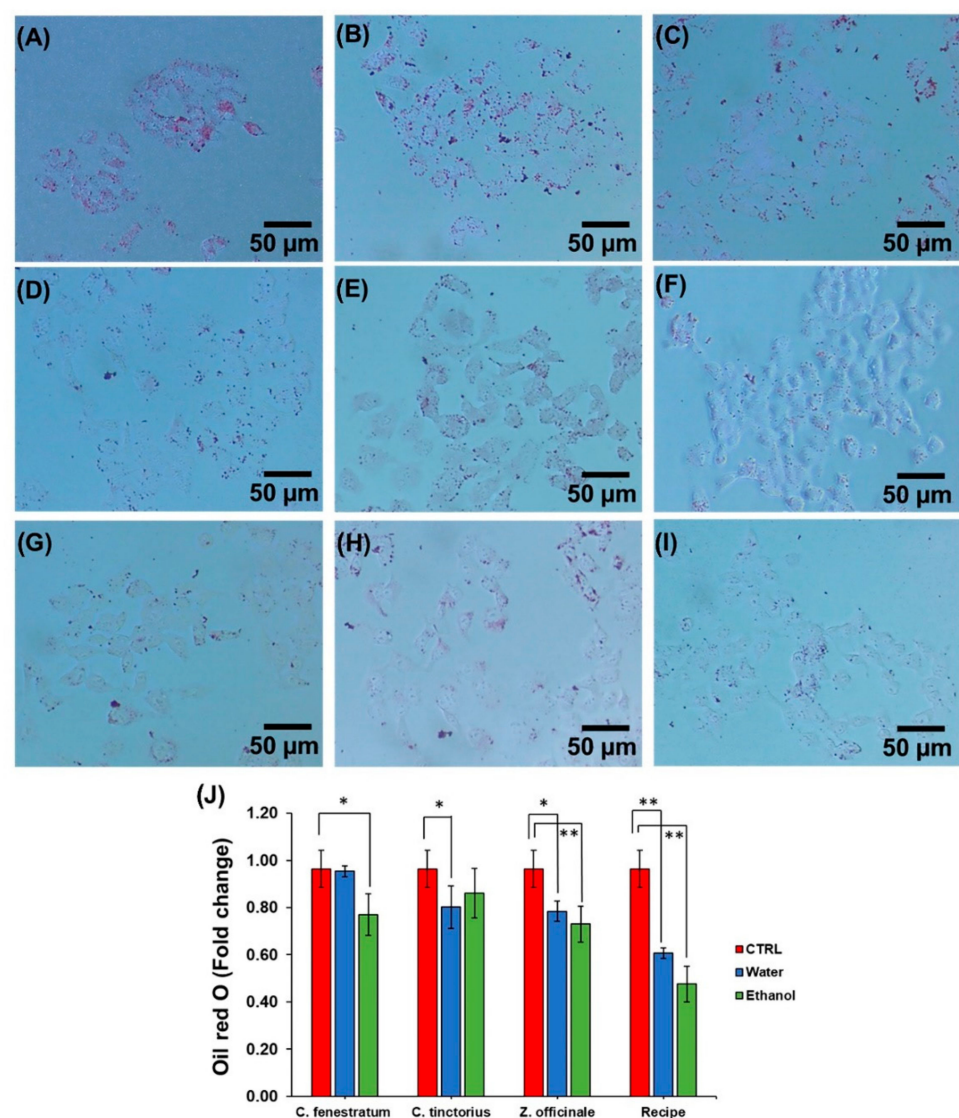 (A)
50 µm
(B)
50 µm
(C)
50 µm
(D)
50 µm
(E)
50 µm
(F)
50 µm
(G)
50 µm
(H)
50 µm
(I)
50 µm
(J)
Oil red O (Fold change)
1.20
1.00
0.80
0.60
0.40
0.20
0.00
*
*
*
**
**
**
CTRL
Water
Ethanol
C. fenestratum
C. tinctorius
Z. officinale
Recipe